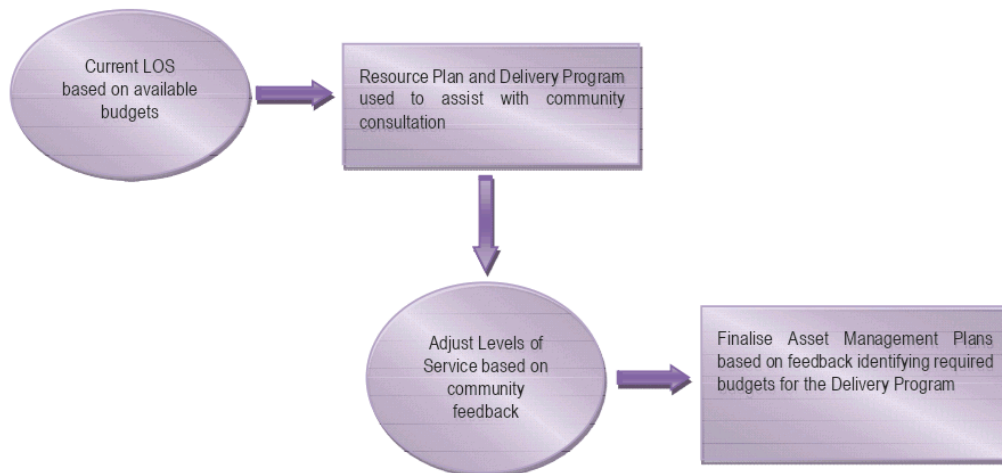 Current LOS
based on available
budgets
Resource Plan and Delivery Program
used to assist with community
consultation
Adjust Levels of
Service based on
community
feedback
Finalise Asset Management Plans
based on feedback identifying required
budgets for the Delivery Program